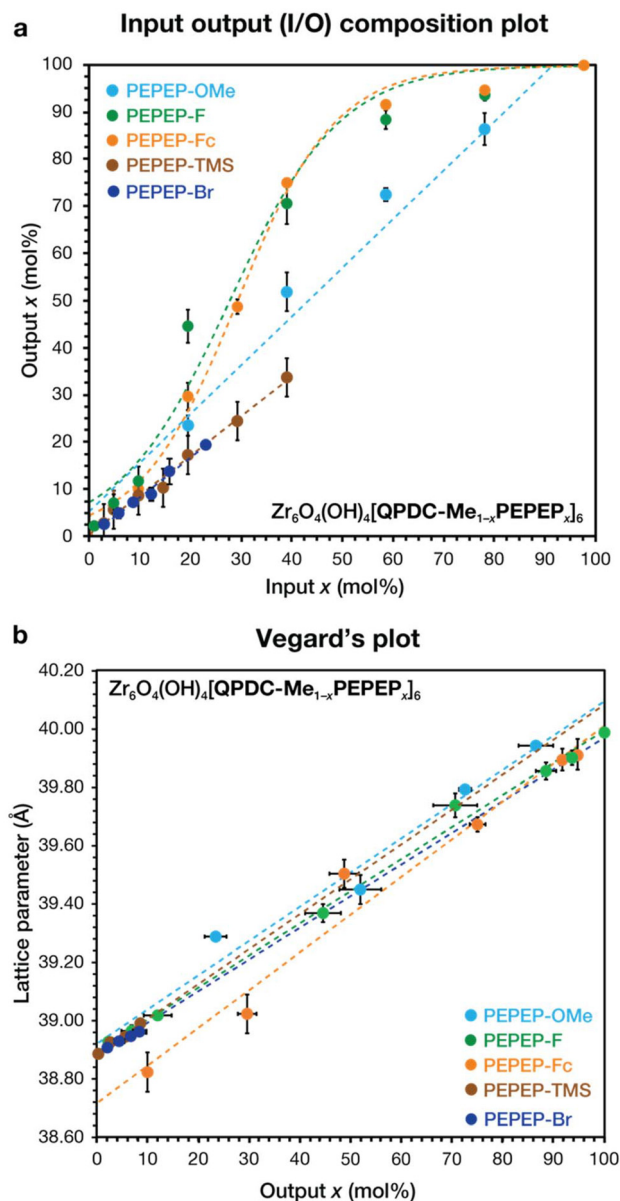 a
Input output (I/O) composition plot
100
90
80
70
60
50
40
30
20
10
0
Output x (mol%)
PEPEP-OMe
PEPEP-F
PEPEP-Fc
PEPEP-TMS
PEPEP-Br
Zr₆O₄(OH)₄[QPDC-Me₁₋ₓPEPEPₓ]₆
0 10 20 30 40 50 60 70 80 90 100
Input x (mol%)
b
Vegard's plot
40.20
40.00
39.80
39.60
39.40
39.20
39.00
38.80
38.60
Lattice parameter (Å)
Zr₆O₄(OH)₄[QPDC-Me₁₋ₓPEPEPₓ]₆
PEPEP-OMe
PEPEP-F
PEPEP-Fc
PEPEP-TMS
PEPEP-Br
0 10 20 30 40 50 60 70 80 90 100
Output x (mol%)